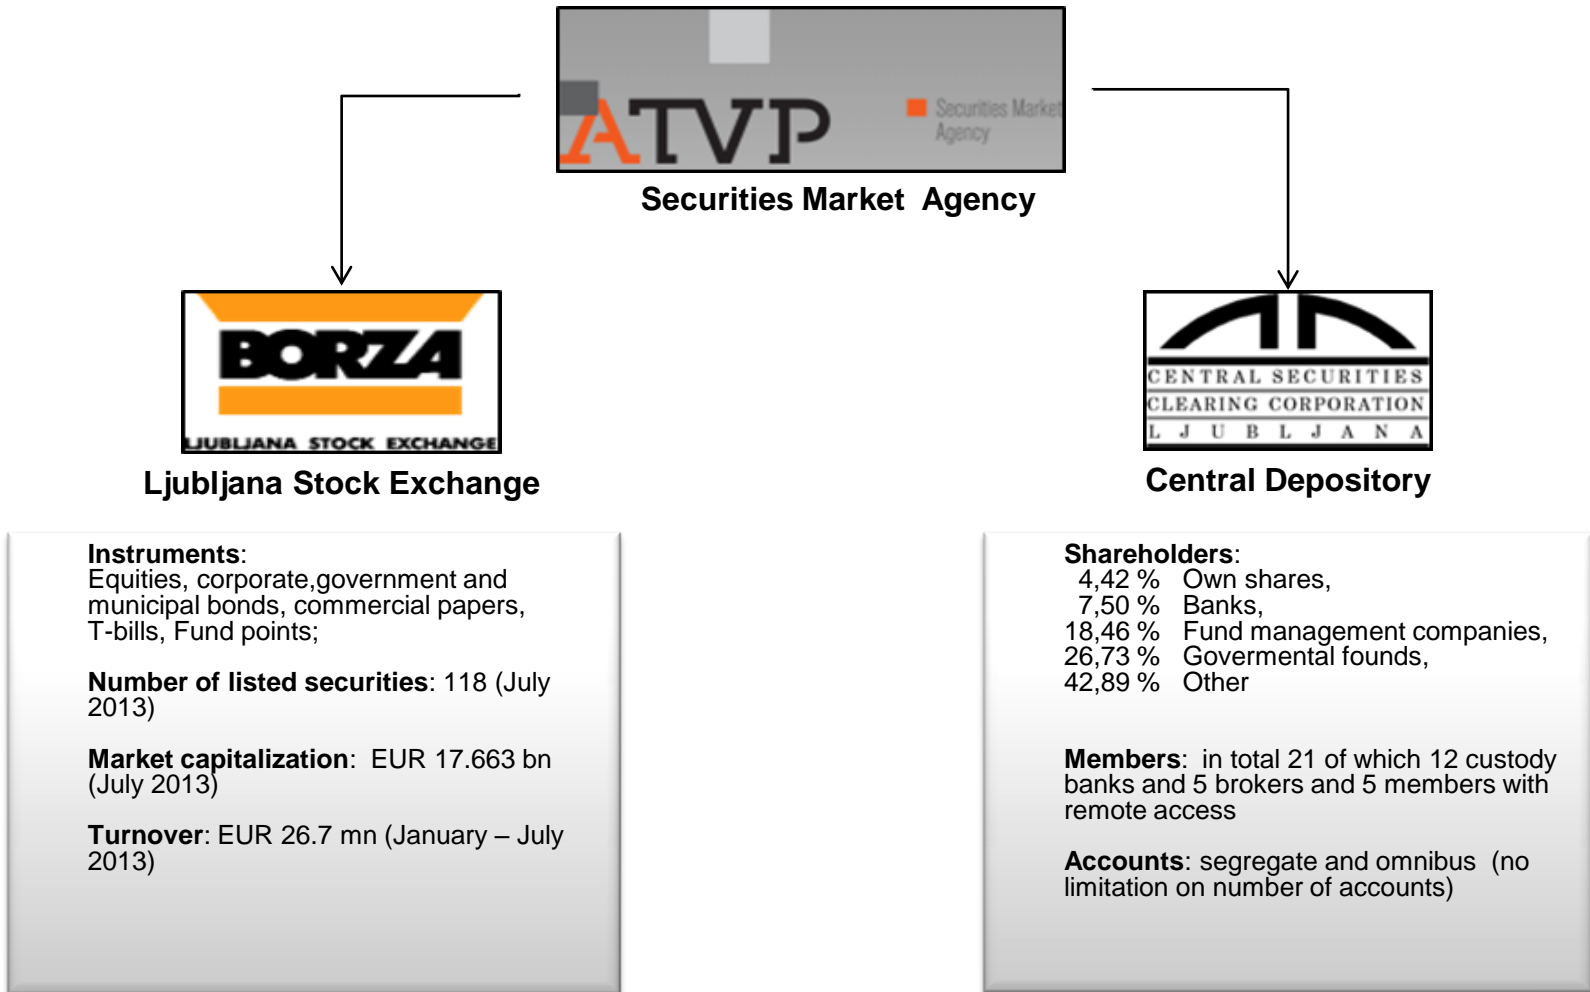 ATVP
Securities Market
Agency
Securities Market  Agency
BORZA
LJUBLJANA STOCK EXCHANGE
Ljubljana Stock Exchange
Instruments:
Equities, corporate,government and
municipal bonds, commercial papers,
T-bills, Fund points;
Number of listed securities: 118 (July
2013)
Market capitalization:  EUR 17.663 bn
(July 2013)
Turnover: EUR 26.7 mn (January – July
2013)
CENTRAL SECURITIES
CLEARING CORPORATION
LJUBLJANA
Central Depository
Shareholders:
4,42 %   Own shares,
7,50 %   Banks,
18,46 %   Fund management companies,
26,73 %   Govermental founds,
42,89 %   Other
Members:  in total 21 of which 12 custody
banks and 5 brokers and 5 members with
remote access
Accounts: segregate and omnibus  (no
limitation on number of accounts)